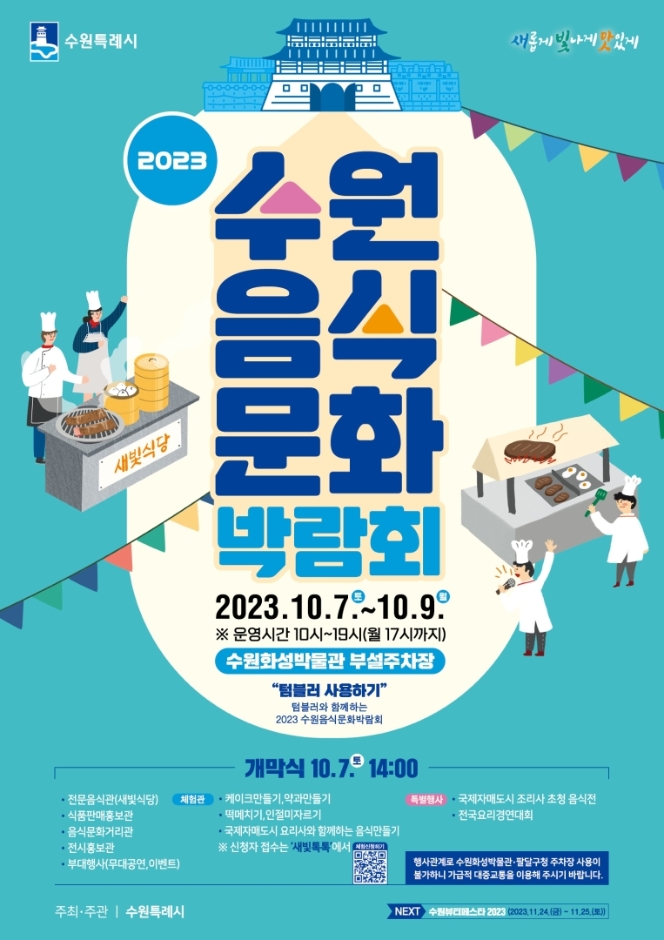 수원특례시
새롭게 빛나게 맛있게
2023
수원
음식
문화
박람회
2023.10.7.토~10.9.월
※ 운영시간 10시~19시(월 17시까지)
수원화성박물관 부설주차장
“텀블러 사용하기”
텀블러와 함께하는
2023 수원음식문화박람회
새빛식당
개막식 10.7.토 14:00
· 전문음식관(새빛식당)
· 식품판매홍보관
· 음식문화거리관
· 전시홍보관
· 부대행사(무대공연,이벤트)
체험관
· 케이크만들기,약과만들기
· 떡메치기,인절미자르기
· 국제자매도시 요리사와 함께하는 음식만들기
※ 신청자 접수는 '새빛톡톡'에서
체험신청하기
특별행사
· 국제자매도시 조리사 초청 음식전
· 전국요리경연대회
행사관계로 수원화성박물관·팔달구청 주차장 사용이
불가하니 가급적 대중교통을 이용해 주시기 바랍니다.
주최·주관 | 수원특례시
NEXT 수원뷰티페스타 2023 (2023.11.24.(금) ~ 11.25.(토))